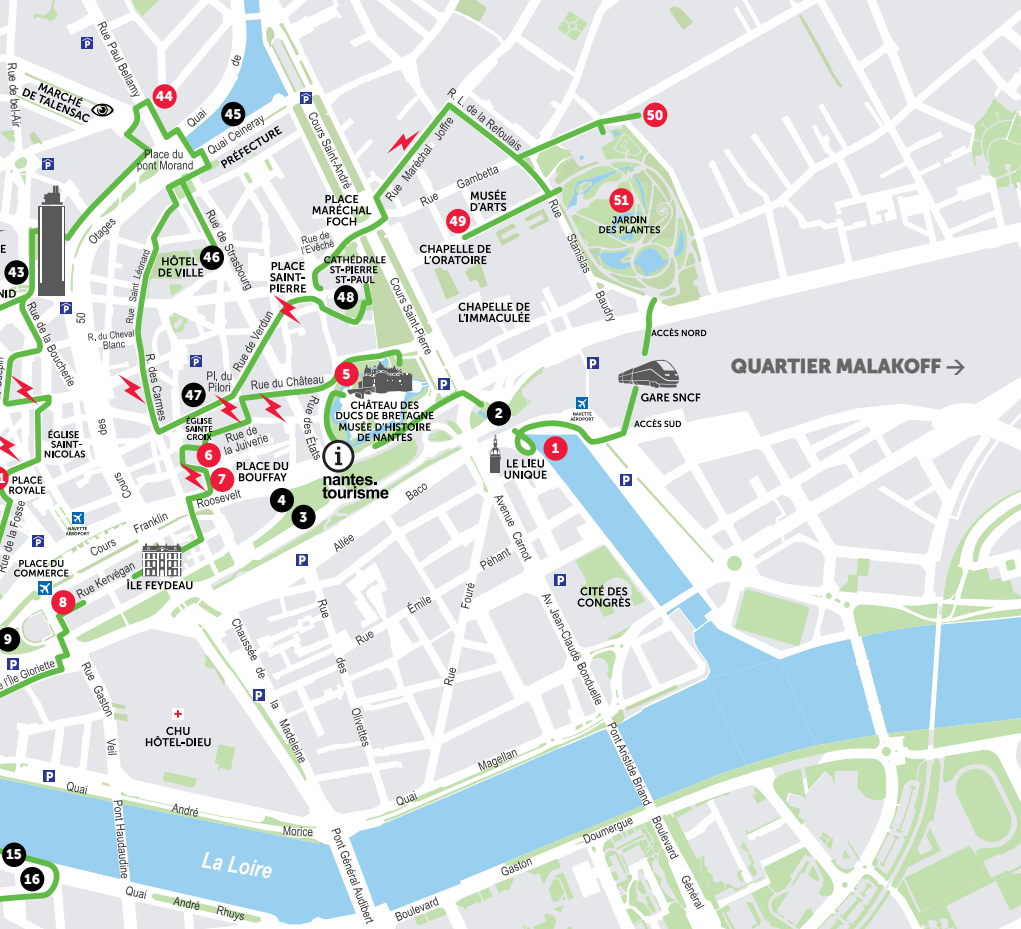 Rue Paul Bellamy
Rue de bel-Air
MARCHÉ
DE TALENSAC
44
Quai
de
45
Quai Ceineray
PRÉFECTURE
Place du
pont Morand
Cours Saint-André
R. L. de la Refoulais
50
Rue Maréchal Joffre
Rue Gambetta
MUSÉE
D'ARTS
49
51
JARDIN
DES PLANTES
PLACE
MARÉCHAL
FOCH
Rue de
l'Evêché
CHAPELLE DE
L'ORATOIRE
Rue Stanislas Baudry
Otages
50
des
Cours
43
NID
HÔTEL
DE VILLE
46
Rue de Strasbourg
Rue Saint Léonard
PLACE
SAINT-
PIERRE
CATHÉDRALE
ST-PIERRE
ST-PAUL
48
Cours Saint-Pierre
CHAPELLE DE
L'IMMACULÉE
ACCÈS NORD
QUARTIER MALAKOFF →
GARE SNCF
ACCÈS SUD
NAVETTE
AÉROPORT
Rue de la Boucherie
R. du Cheval
Blanc
R. des Carmes
Rue de Verdun
Pl. du
Pilori
47
Rue du Château
5
CHÂTEAU DES
DUCS DE BRETAGNE
MUSÉE D'HISTOIRE
DE NANTES
Rue des États
2
1
LE LIEU
UNIQUE
ÉGLISE
SAINTE
CROIX
Rue de
la Juiverie
6
7
PLACE DU
BOUFFAY
i
nantes.
tourisme
ÉGLISE
SAINT-
NICOLAS
PLACE
ROYALE
Rue de la Fosse
NAVETTE
AÉROPORT
Cours Franklin Roosevelt
4
3
Allée Baco
PLACE DU
COMMERCE
Rue Kervégan
ÎLE FEYDEAU
8
9
l'Île Gloriette
Avenue Carnot
CITÉ DES
CONGRÈS
Av. Jean-Claude Bonduelle
Rue Émile Péhant
Rue Fouré
Rue des Olivettes
Chaussée de la Madeleine
Rue Gaston Veil
CHU
HÔTEL-DIEU
Quai Magellan
Pont Aristide Briand
Quai André Morice
Pont Haudaudine
Pont Général Audibert
La Loire
15
16
Quai André Rhuys
Boulevard Gaston Doumergue
Boulevard Général
P
P
P
P
P
P
P
P
P
P
P
P
P
P